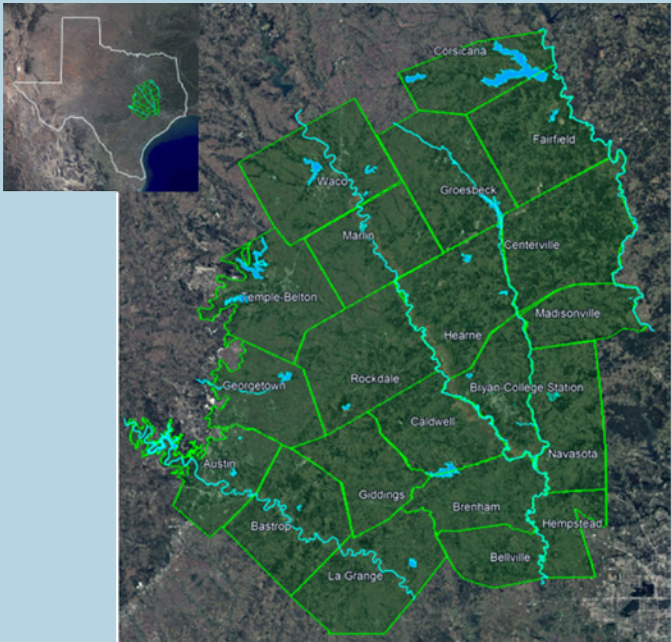 Corsicana
Fairfield
Waco
Groesbeck
Marlin
Centerville
Temple-Belton
Madisonville
Hearne
Georgetown
Rockdale
Bryan-College Station
Caldwell
Navasota
Austin
Giddings
Brenham
Hempstead
Bastrop
Bellville
La Grange